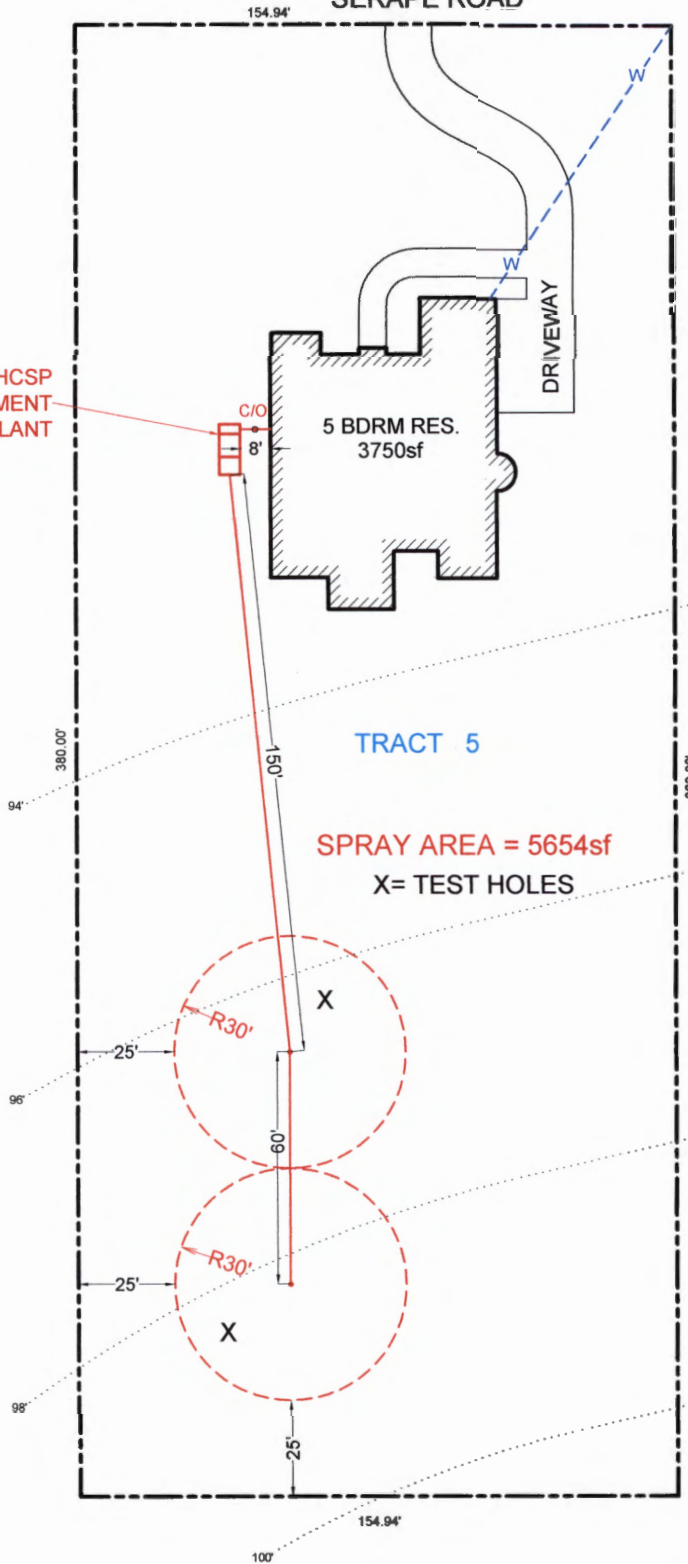 SERAPE ROAD
154.94'
W
W
DRIVEWAY
HCSP
MENT
LANT
C/O
8'
5 BDRM RES.
3750sf
380.00'
150'
TRACT 5
94'
SPRAY AREA = 5654sf
X= TEST HOLES
X
R30'
25'
96'
60'
R30'
25'
X
98'
25'
154.94'
100'